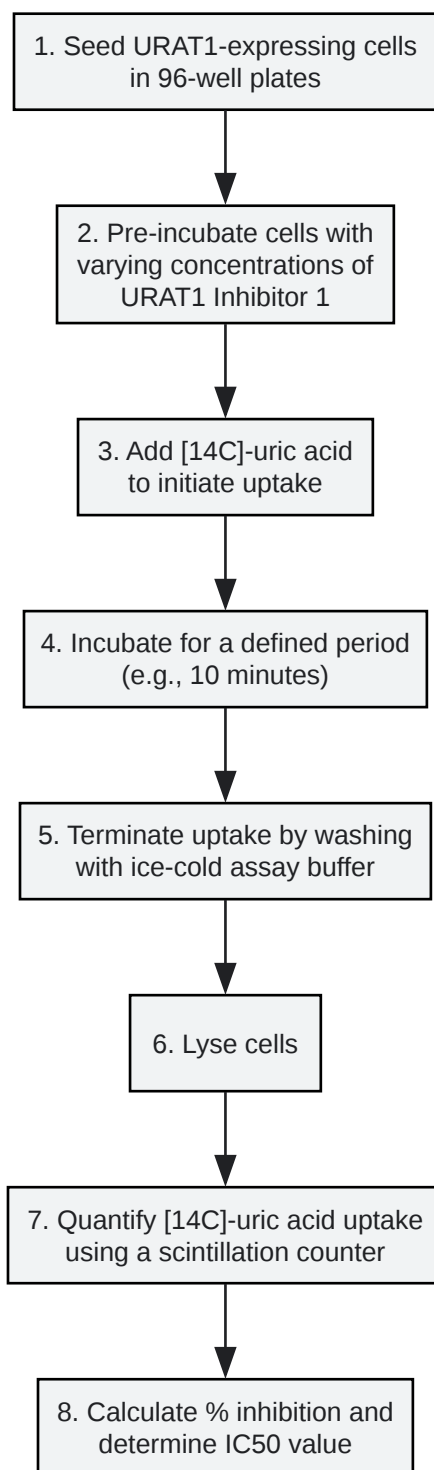 1. Seed URAT1-expressing cells
in 96-well plates
2. Pre-incubate cells with
varying concentrations of
URAT1 Inhibitor 1
3. Add [14C]-uric acid
to initiate uptake
4. Incubate for a defined period
(e.g., 10 minutes)
5. Terminate uptake by washing
with ice-cold assay buffer
6. Lyse cells
7. Quantify [14C]-uric acid uptake
using a scintillation counter
8. Calculate % inhibition and
determine IC50 value